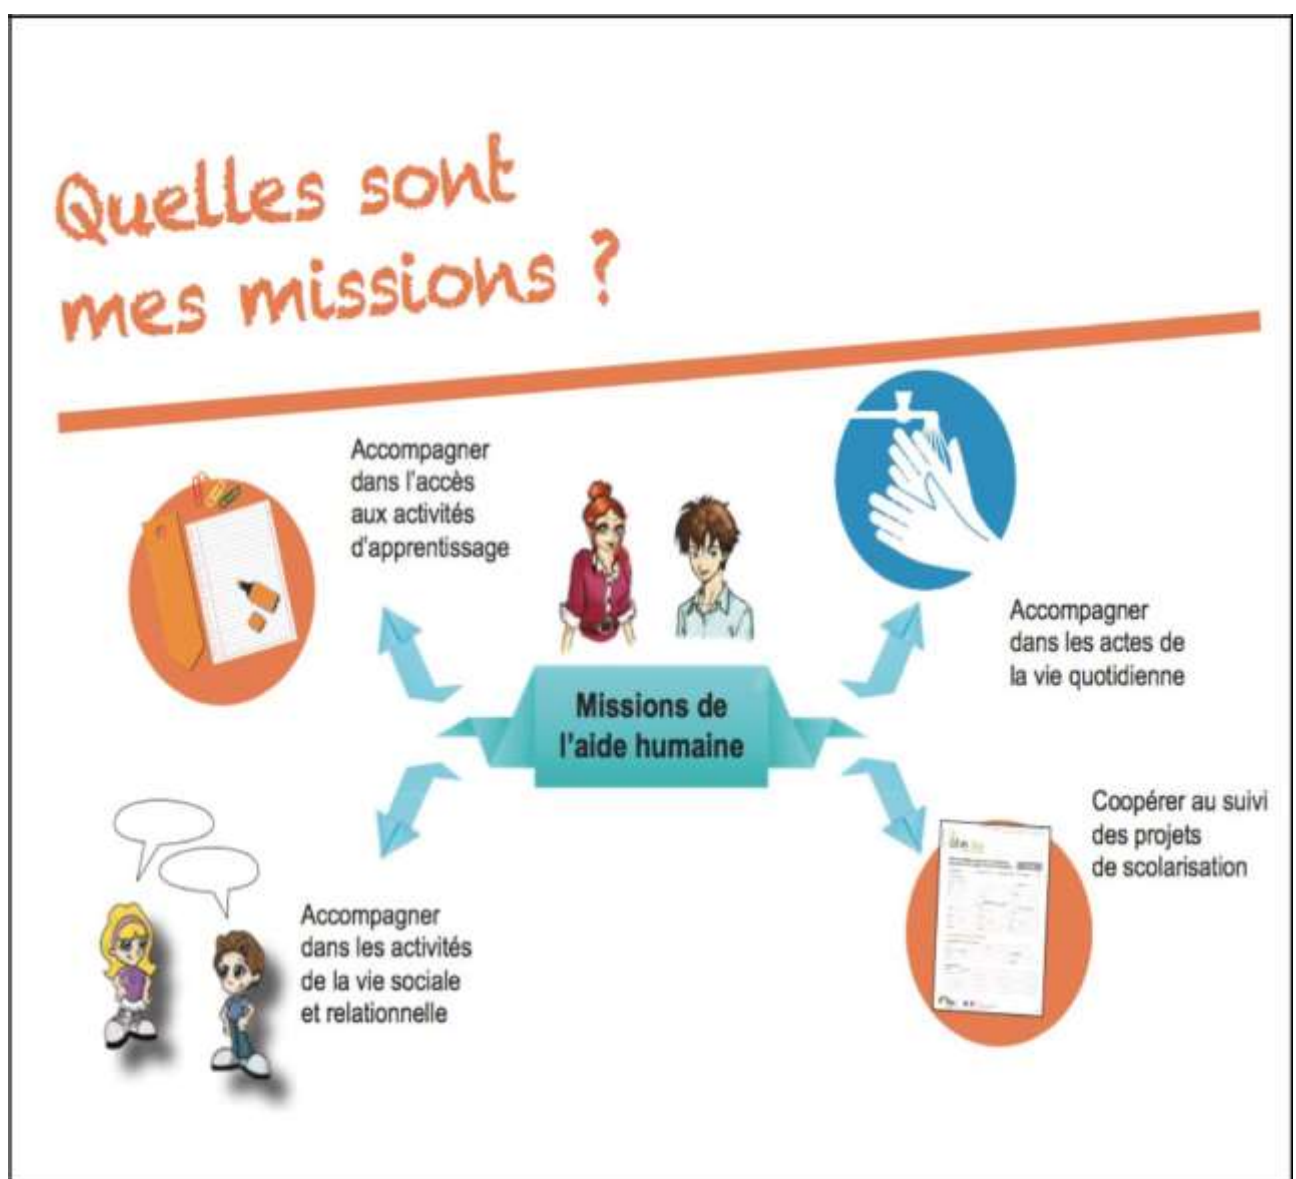 Quelles sont
mes missions ?
Accompagner
dans l'accès
aux activités
d'apprentissage
Accompagner
dans les actes de
la vie quotidienne
Missions de
l'aide humaine
Coopérer au suivi
des projets
de scolarisation
Accompagner
dans les activités
de la vie sociale
et relationnelle